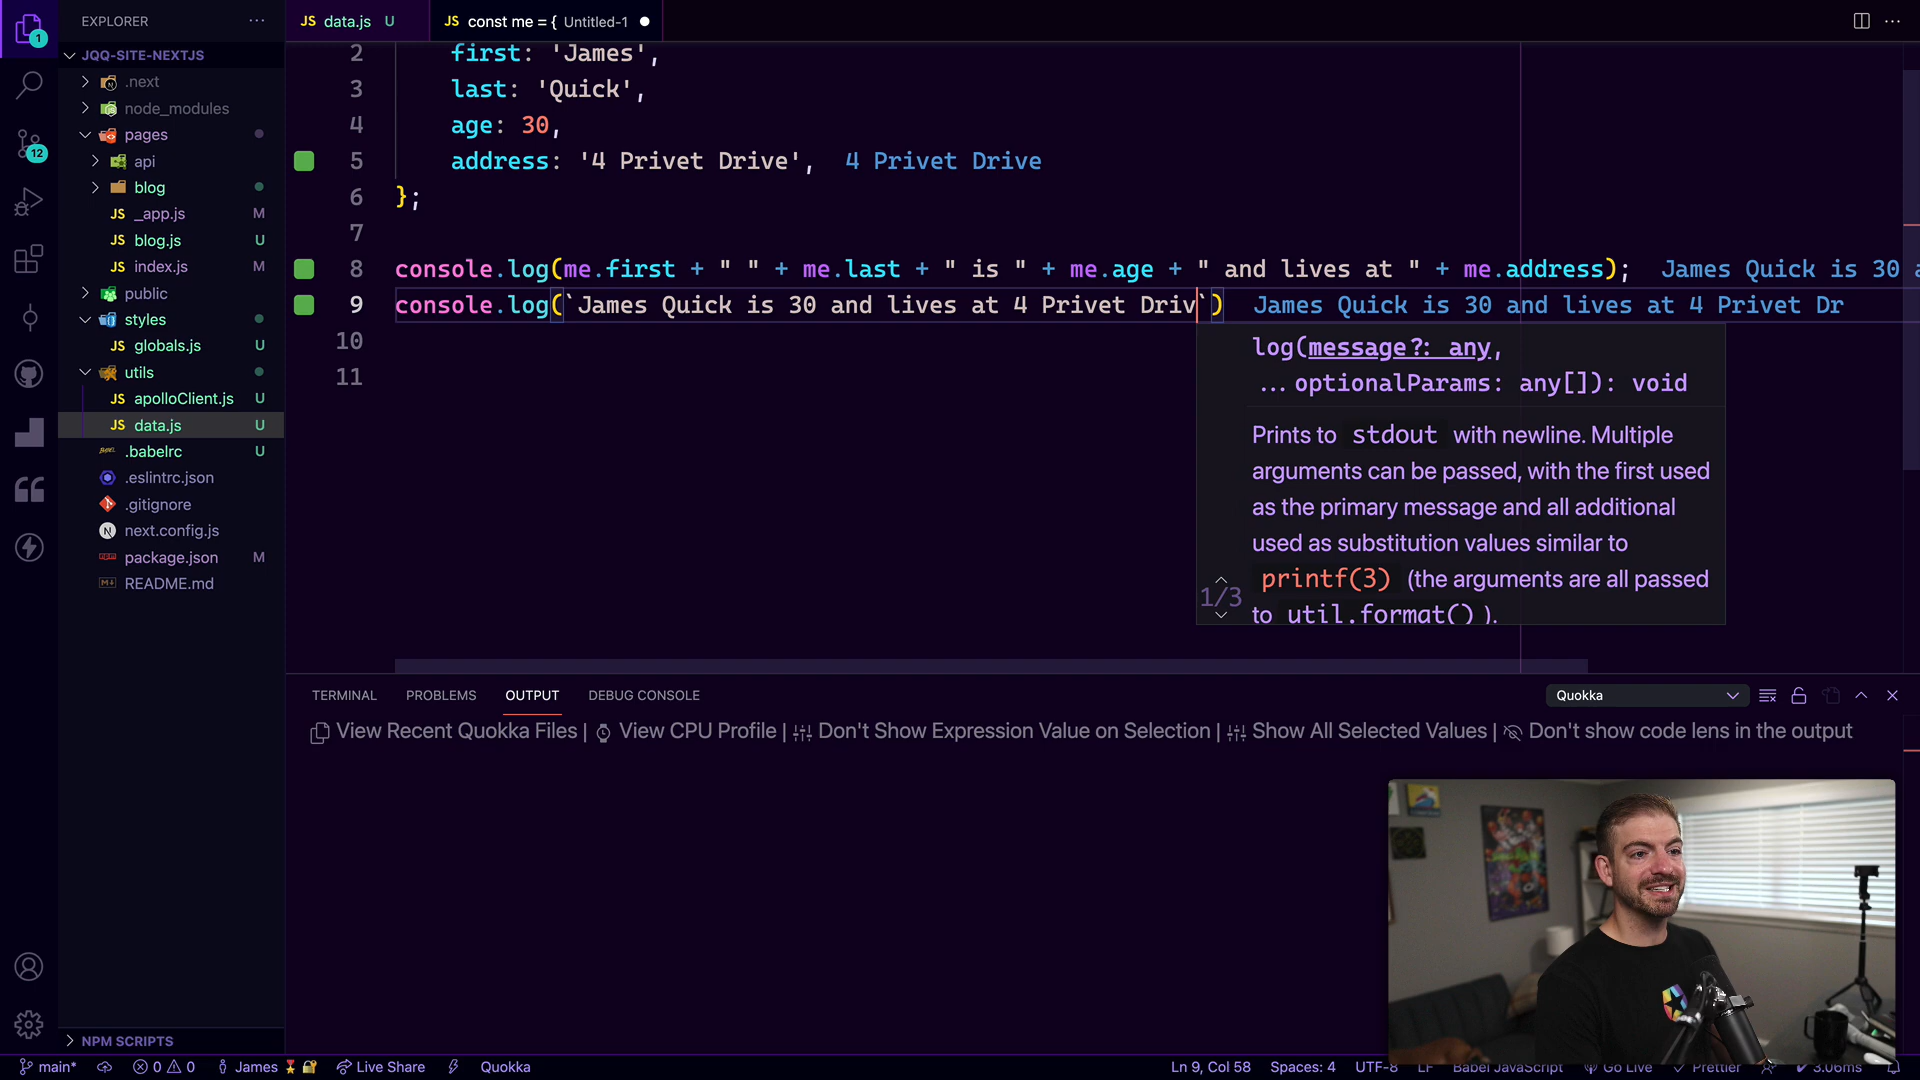 EXPLORER
JQQ-SITE-NEXTJS
.next
node_modules
pages
api
blog
JS _app.js M
JS blog.js U
JS index.js M
public
styles
JS globals.js U
utils
JS apolloClient.js U
JS data.js U
.babelrc U
.eslintrc.json
.gitignore
next.config.js
package.json M
README.md
NPM SCRIPTS
1
12
JS data.js U
JS const me = { Untitled-1
2 first: 'James',
3 last: 'Quick',
4 age: 30,
5 address: '4 Privet Drive', 4 Privet Drive
6 };
7
8 console.log(me.first + " " + me.last + " is " + me.age + " and lives at " + me.address); James Quick is 30 a
9 console.log(`James Quick is 30 and lives at 4 Privet Driv`) James Quick is 30 and lives at 4 Privet Dr
10
11
log(message?: any,
...optionalParams: any[]): void
Prints to stdout with newline. Multiple
arguments can be passed, with the first used
as the primary message and all additional
used as substitution values similar to
printf(3) (the arguments are all passed
to util.format() ).
1/3
TERMINAL PROBLEMS OUTPUT DEBUG CONSOLE
Quokka
View Recent Quokka Files | View CPU Profile | Don't Show Expression Value on Selection | Show All Selected Values | Don't show code lens in the output
main* 0 0 James Live Share Quokka
Ln 9, Col 58 Spaces: 4 UTF-8 LF Babel JavaScript Go Live Prettier 3.06ms